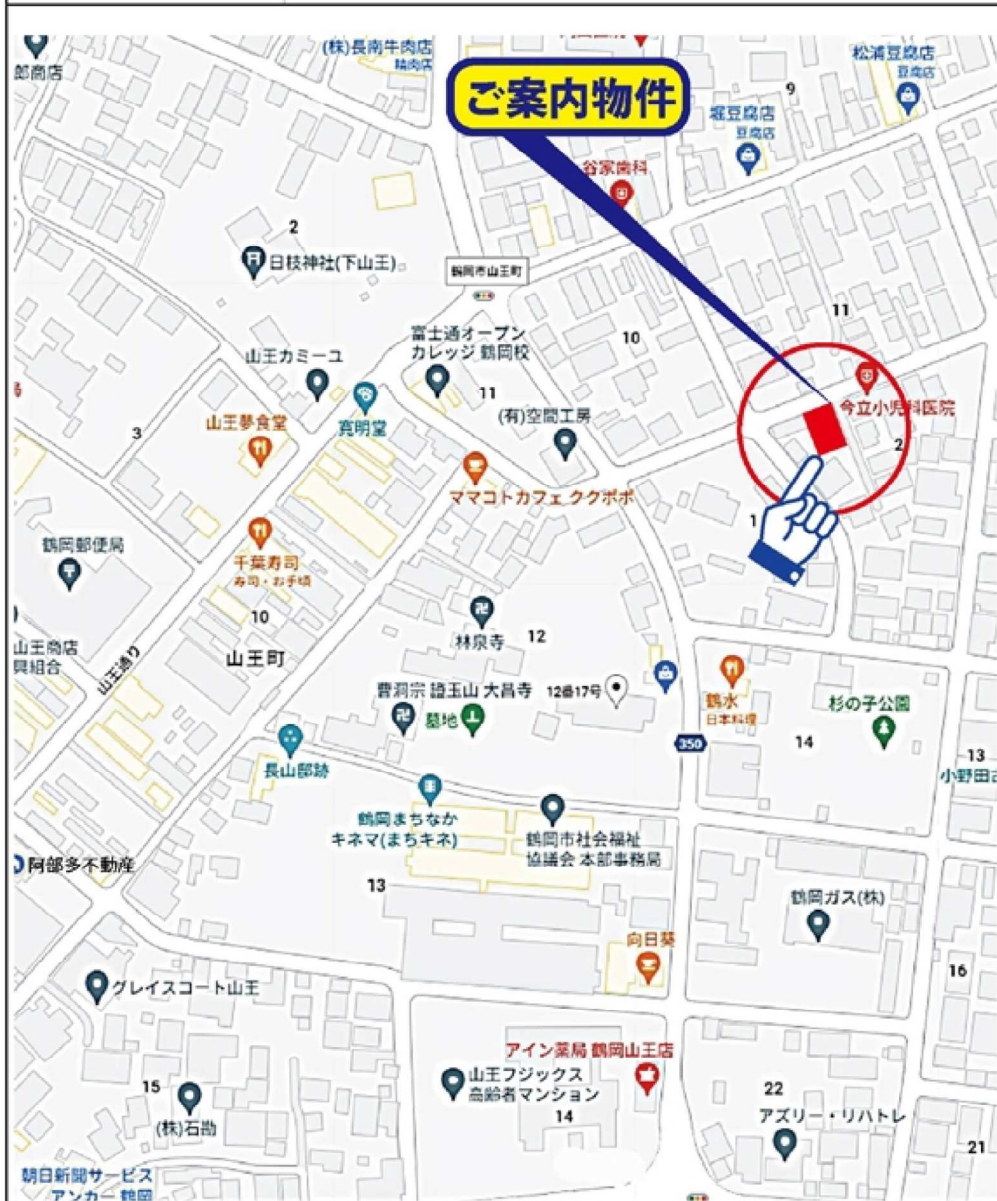 (株)長南牛肉店
精肉店
松浦豆腐店
豆腐店
郎商店
9
ご案内物件
堀豆腐店
豆腐店
谷家歯科
2
日枝神社(下山王)
鶴岡市山王町
11
富士通オープン
カレッジ 鶴岡校
10
山王カミーユ
11
(有)空間工房
今立小児科医院
山王夢食堂
寛明堂
3
2
ママコトカフェ ククポポ
1
鶴岡郵便局
千葉寿司
寿司・お手頃
10
林泉寺
12
山王商店
興組合
山王通り
山王町
曹洞宗 證玉山 大昌寺
12番17号
墓地
鶴水
日本料理
杉の子公園
350
14
長山邸跡
13
小野田
鶴岡まちなか
キネマ(まちキネ)
鶴岡市社会福祉
協議会 本部事務局
阿部多不動産
13
鶴岡ガス(株)
向日葵
16
グレイスコート山王
アイン薬局 鶴岡山王店
山王フジックス
高齢者マンション
15
14
22
(株)石勘
アズリー・リハトレ
21
朝日新聞サービス
アンカー 鶴岡